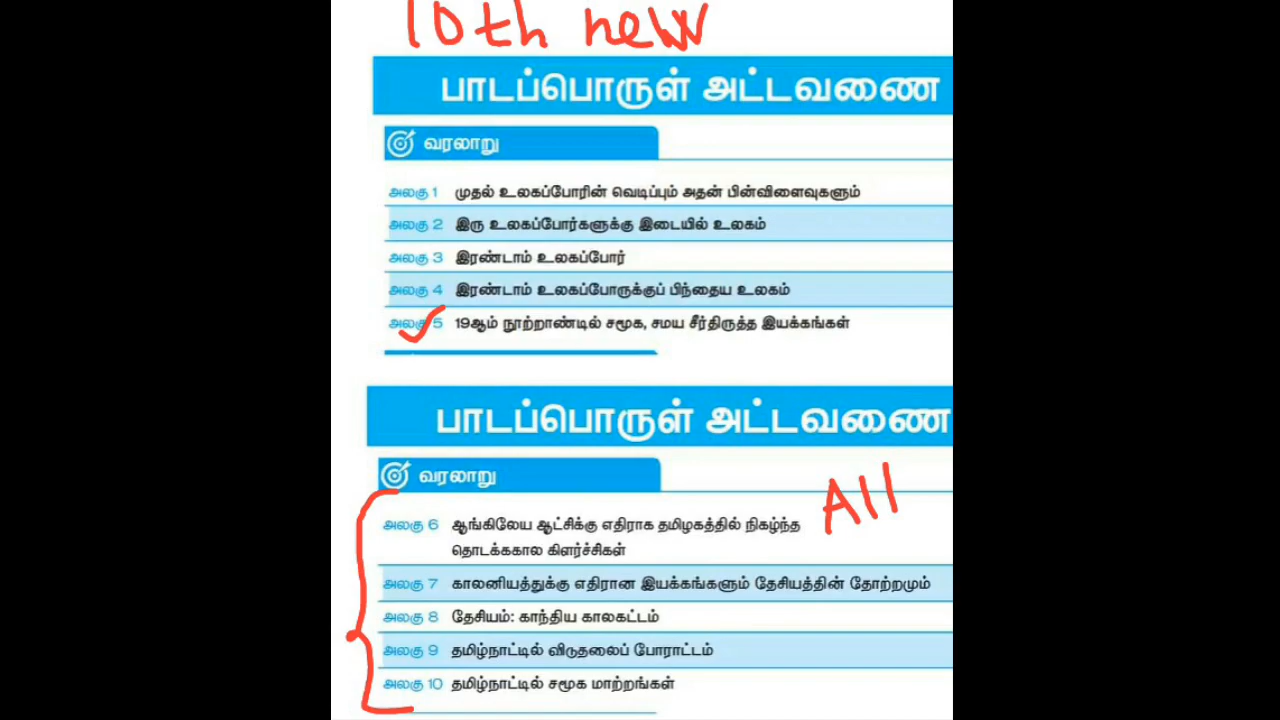 10th new
பாடப்பொருள் அட்டவணை
வரலாறு
அலகு 1 முதல் உலகப்போரின் வெடிப்பும் அதன் பின்விளைவுகளும்
அலகு 2 இரு உலகப்போர்களுக்கு இடையில் உலகம்
அலகு 3 இரண்டாம் உலகப்போர்
அலகு 4 இரண்டாம் உலகப்போருக்குப் பிந்தைய உலகம்
அலகு 5 19ஆம் நூற்றாண்டில் சமூக, சமய சீர்திருத்த இயக்கங்கள்
பாடப்பொருள் அட்டவணை
வரலாறு
All
அலகு 6 ஆங்கிலேய ஆட்சிக்கு எதிராக தமிழகத்தில் நிகழ்ந்த
தொடக்ககால கிளர்ச்சிகள்
அலகு 7 காலனியத்துக்கு எதிரான இயக்கங்களும் தேசியத்தின் தோற்றமும்
அலகு 8 தேசியம்: காந்திய காலகட்டம்
அலகு 9 தமிழ்நாட்டில் விடுதலைப் போராட்டம்
அலகு 10 தமிழ்நாட்டில் சமூக மாற்றங்கள்